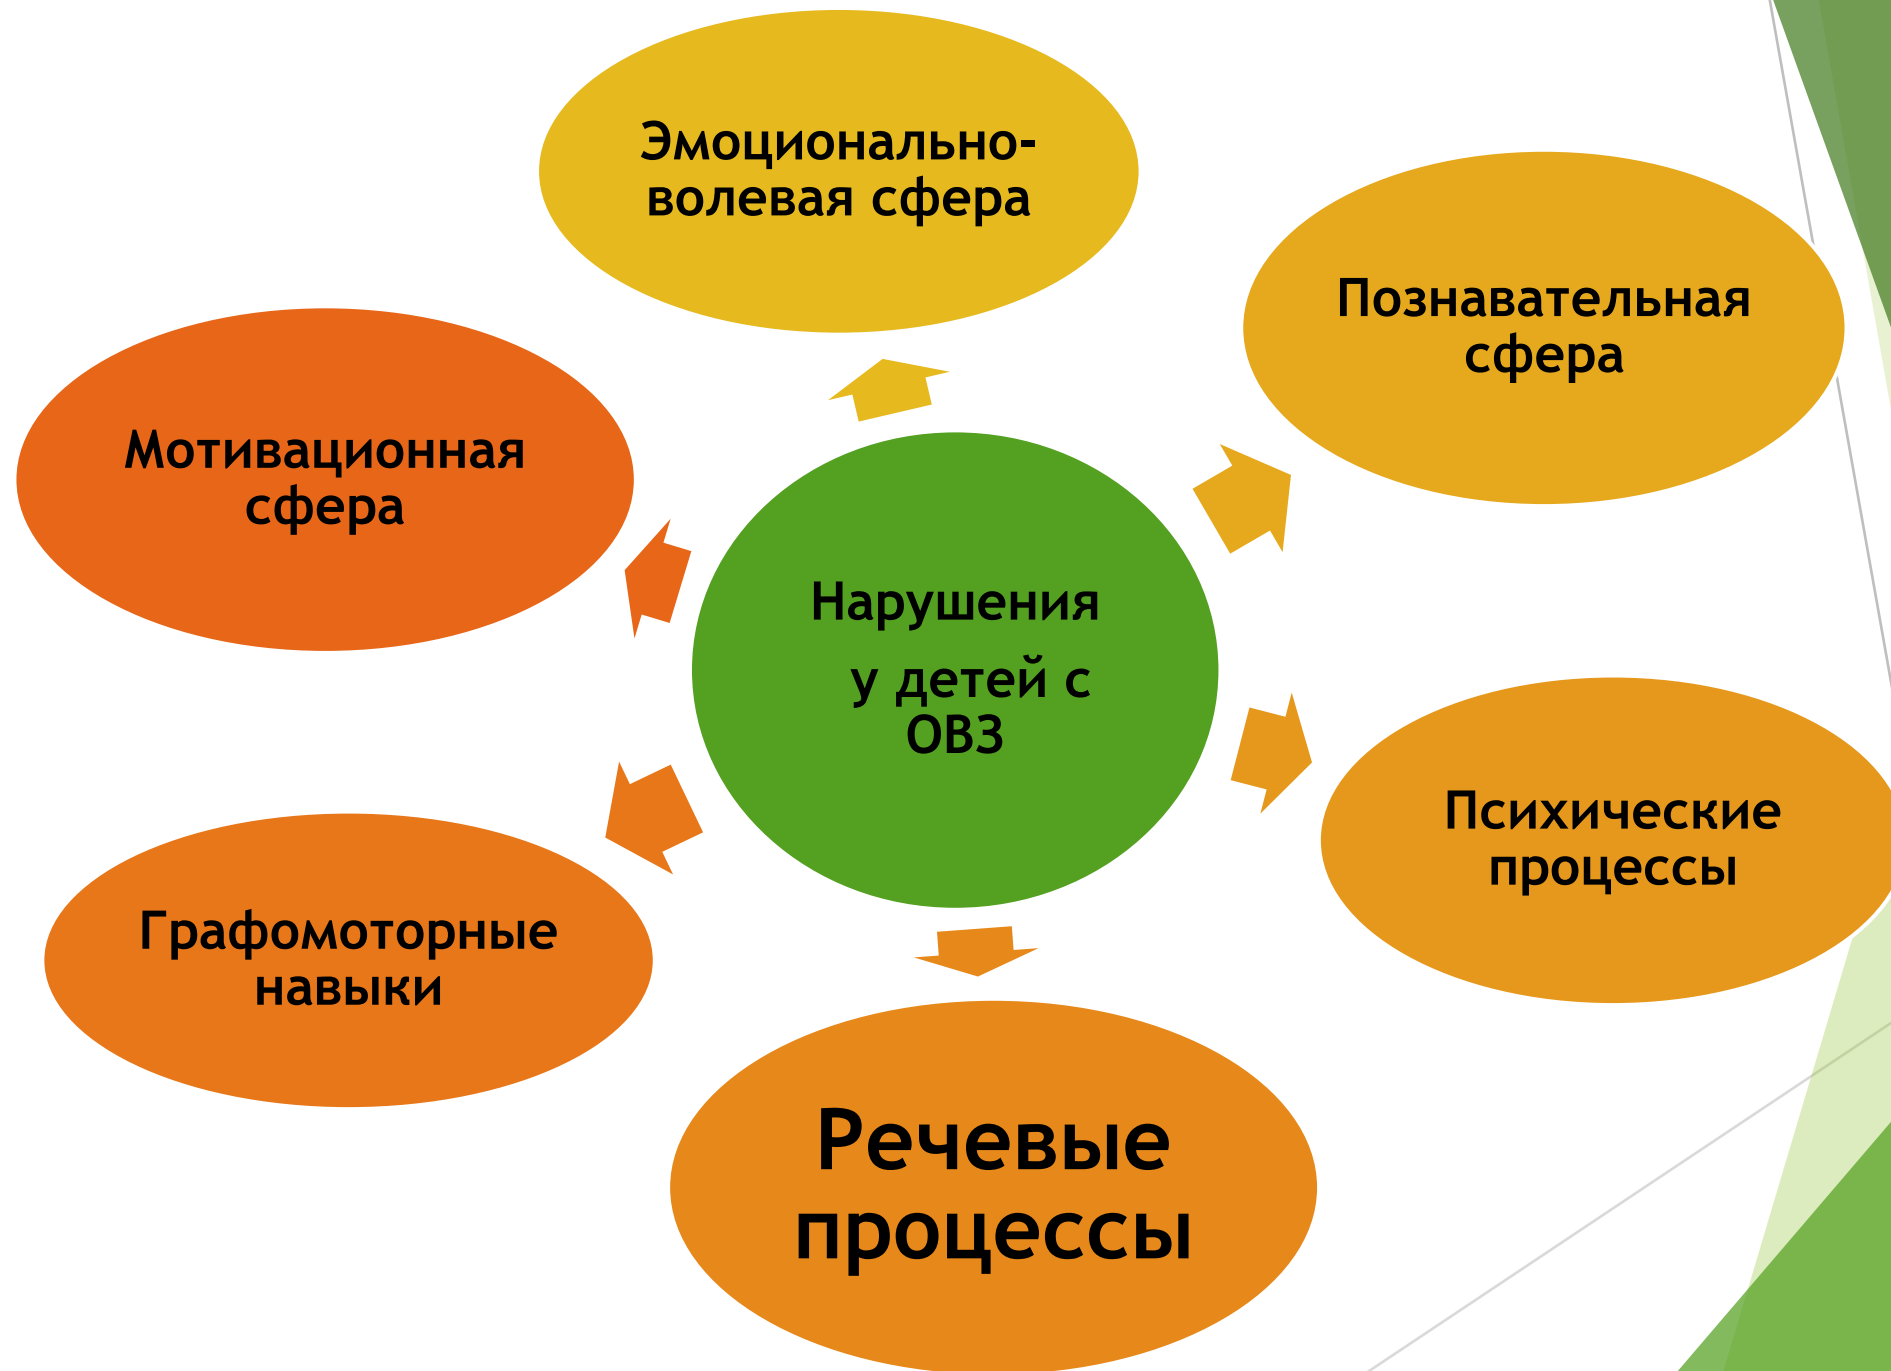 Эмоционально-
волевая сфера
Познавательная
сфера
Мотивационная
сфера
Нарушения
у детей с
ОВЗ
Психические
процессы
Графомоторные
навыки
Речевые
процессы